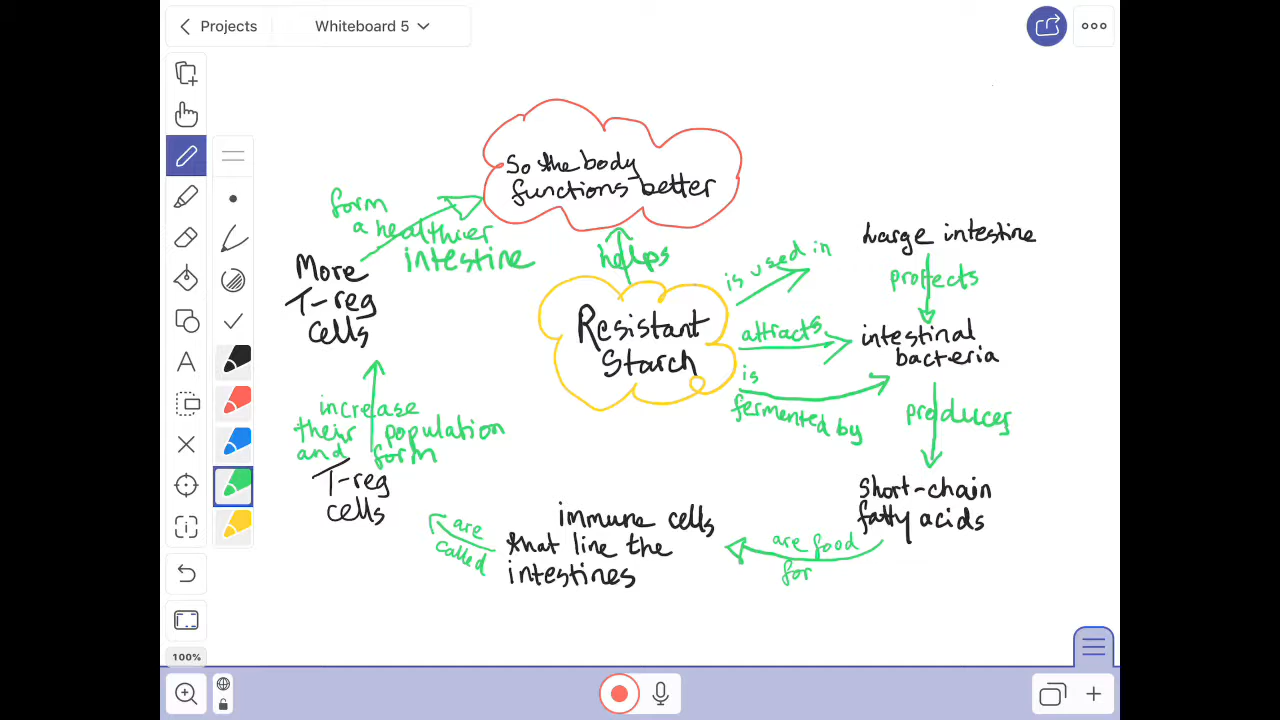 Projects
Whiteboard 5
So the body
functions better
form
a healthier
intestine
helps
More
T-reg
cells
Resistant
Starch
is used in
Large intestine
protects
attracts
intestinal
bacteria
is
fermented by
produces
increase
their population
and form
T-reg
cells
Short-chain
fatty acids
are food
for
immune cells
that line the
intestines
are
called
A
100%